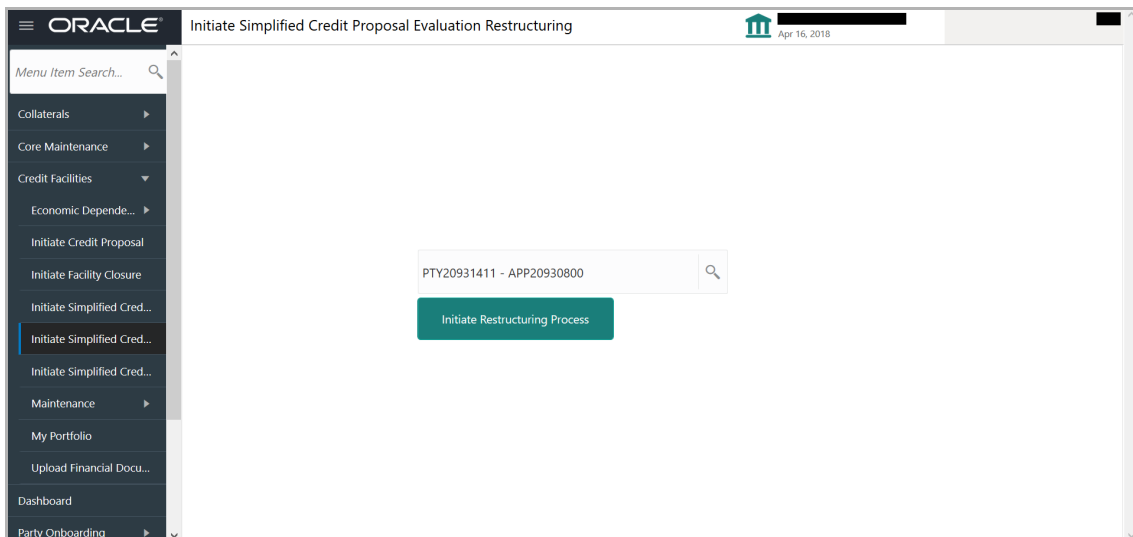 ORACLE®
Initiate Simplified Credit Proposal Evaluation Restructuring
Apr 16, 2018
Menu Item Search...
Collaterals
Core Maintenance
Credit Facilities
Economic Depende...
Initiate Credit Proposal
Initiate Facility Closure
Initiate Simplified Cred...
Initiate Simplified Cred...
Initiate Simplified Cred...
Maintenance
My Portfolio
Upload Financial Docu...
Dashboard
Party Onboarding
PTY20931411 - APP20930800
Initiate Restructuring Process